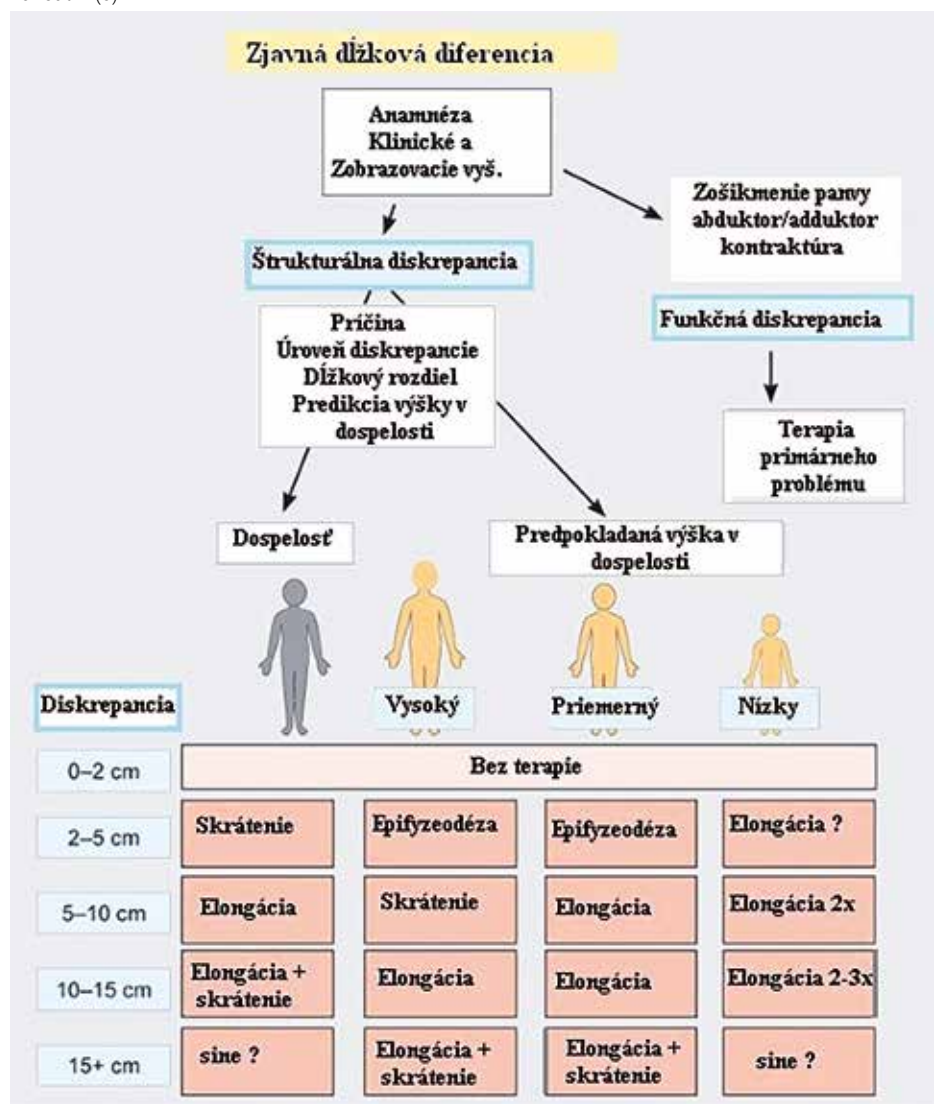 Zjavná dĺžková diferencia
Anamnéza
Klinické a
Zobrazovacie vyš.
Zošikmenie panvy
abduktor/adduktor
kontraktúra
Štrukturálna diskrepancia
Funkčná diskrepancia
Príčina
Úroveň diskrepancie
Dĺžkový rozdiel
Predikcia výšky v
dospelosti
Terapia
primárneho
problému
Dospelosť
Predpokladaná výška v
dospelosti
Diskrepancia
Vysoký
Priemerný
Nízky
0–2 cm
Bez terapie
2–5 cm
Skrátenie
Epifyzeodéza
Epifyzeodéza
Elongácia ?
5–10 cm
Elongácia
Skrátenie
Elongácia
Elongácia 2x
10–15 cm
Elongácia +
skrátenie
Elongácia
Elongácia
Elongácia 2-3x
15+ cm
sine ?
Elongácia +
skrátenie
Elongácia +
skrátenie
sine ?